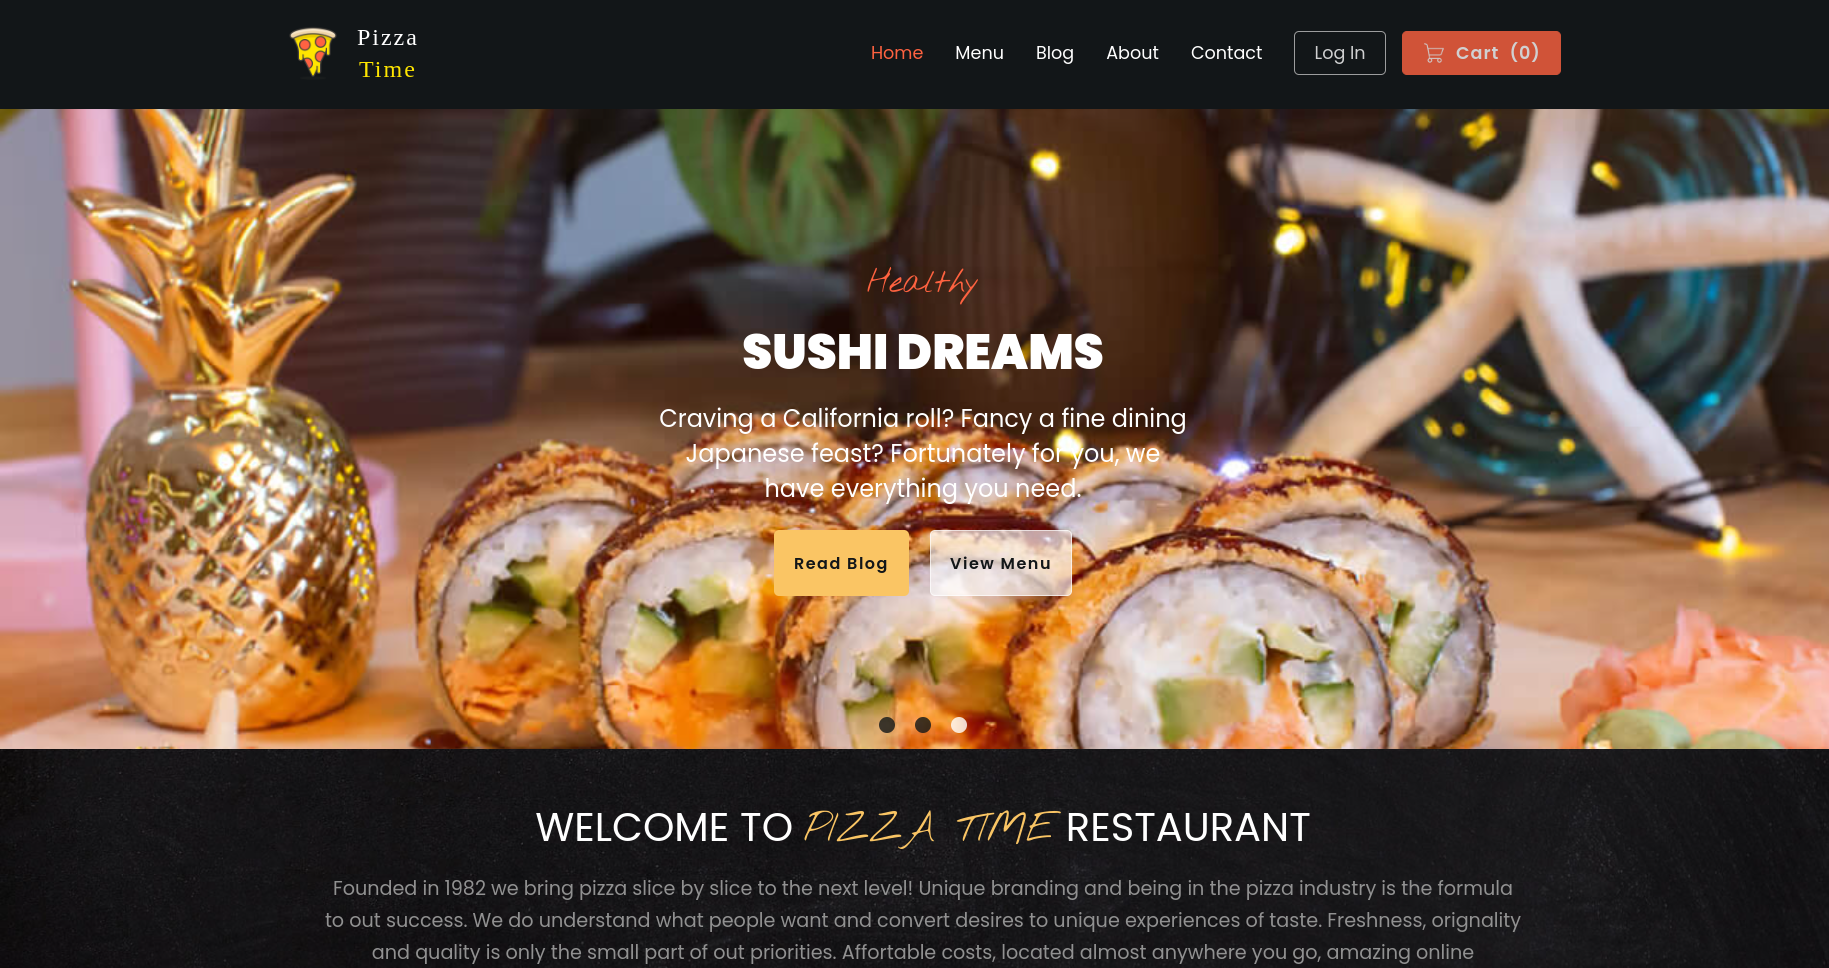 Pizza
Time
Home
Menu
Blog
About
Contact
Log In
Cart (0)
Healthy
SUSHI DREAMS
Craving a California roll? Fancy a fine dining
Japanese feast? Fortunately for you, we
have everything you need.
Read Blog
View Menu
WELCOME TO PIZZA TIME RESTAURANT
Founded in 1982 we bring pizza slice by slice to the next level! Unique branding and being in the pizza industry is the formula
to out success. We do understand what people want and convert desires to unique experiences of taste. Freshness, orignality
and quality is only the small part of out priorities. Affortable costs, located almost anywhere you go, amazing online